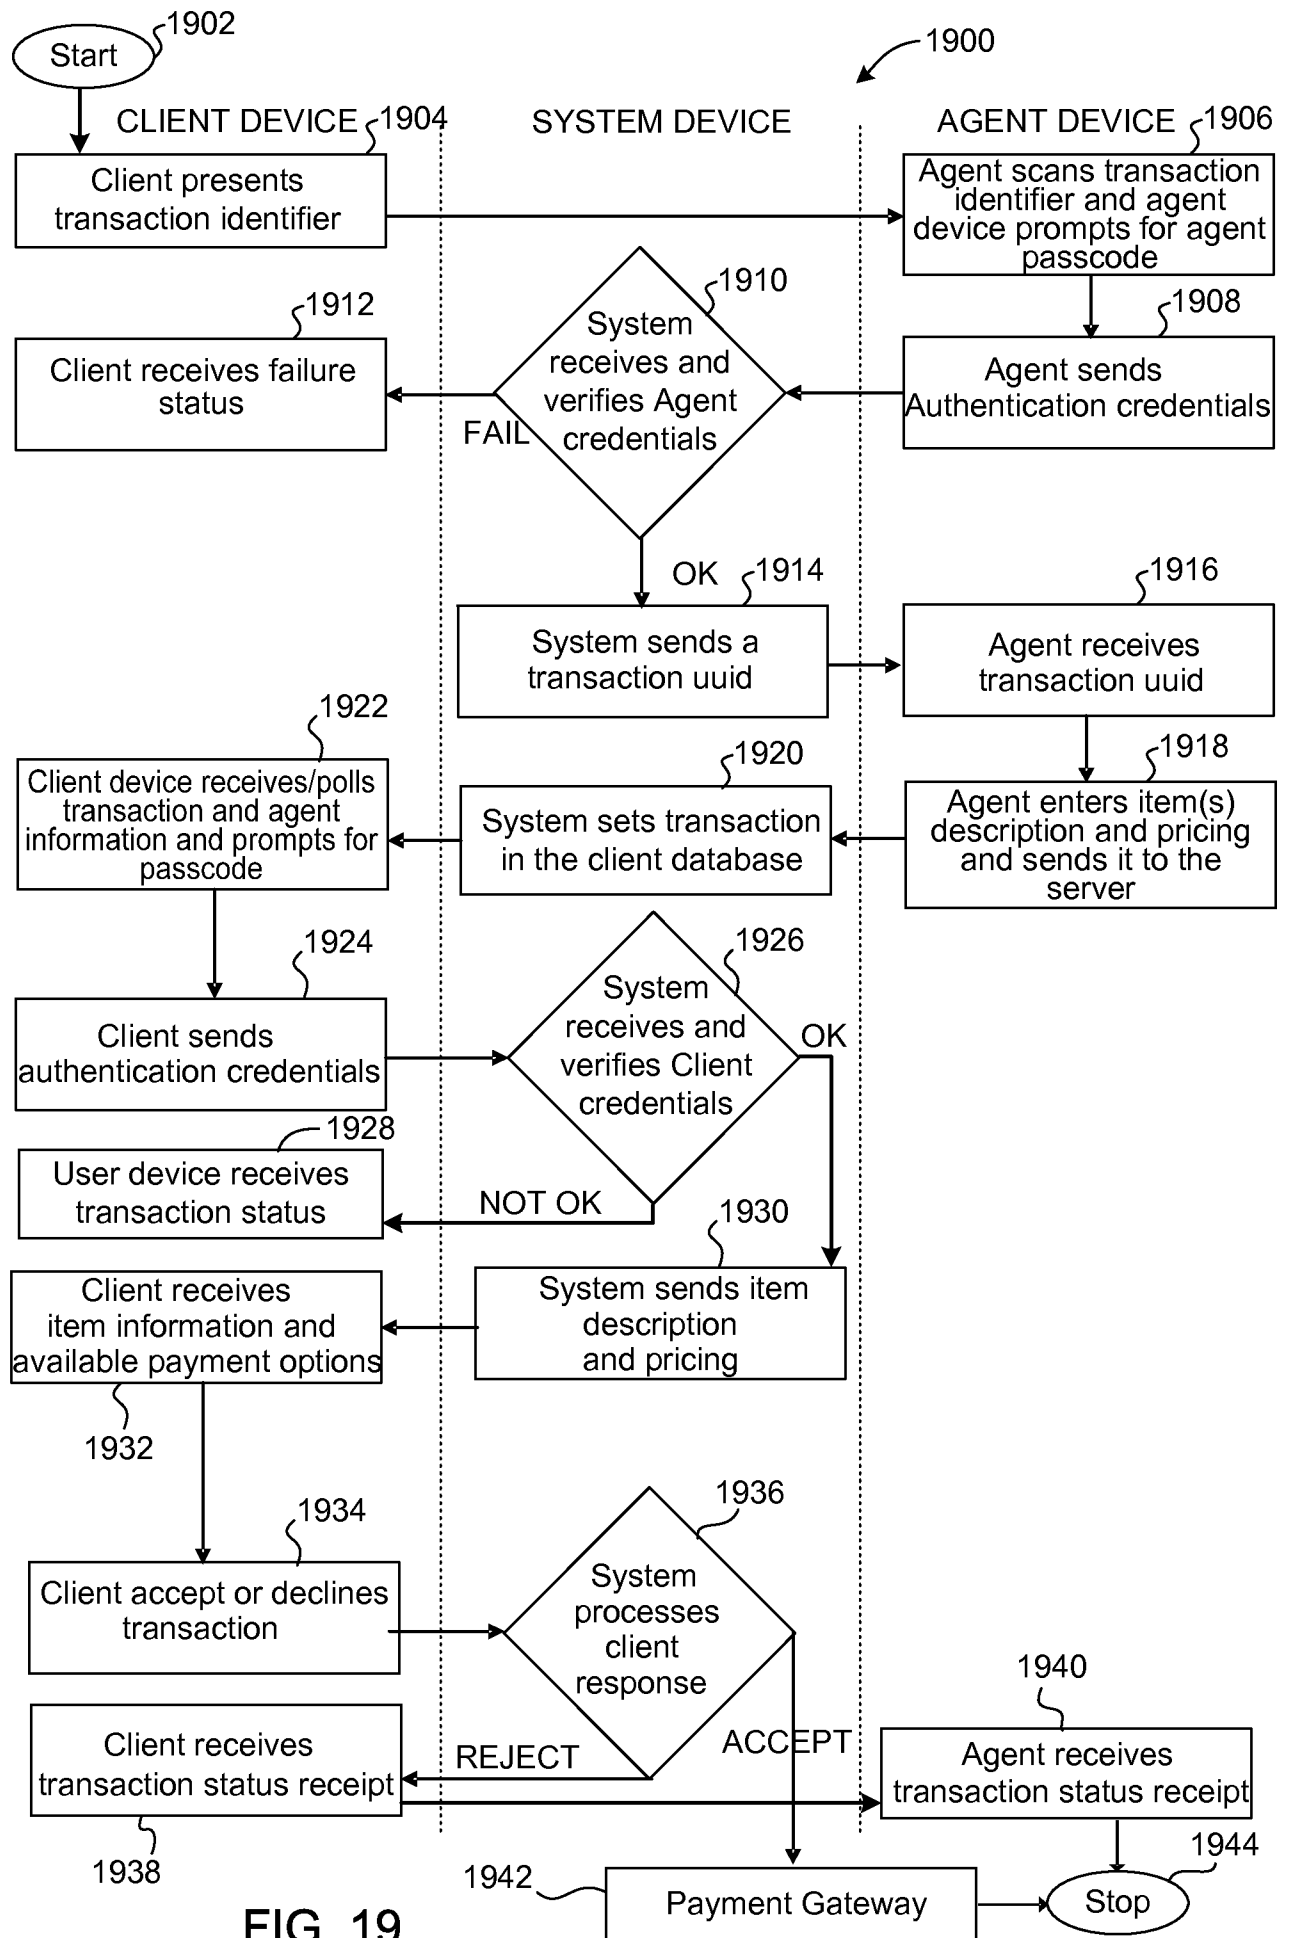 1902
Start
1900
CLIENT DEVICE
1904
SYSTEM DEVICE
AGENT DEVICE
1906
Client presents
transaction identifier
Agent scans transaction
identifier and agent
device prompts for agent
passcode
1910
1912
1908
System
receives and
verifies Agent
credentials
Client receives failure
status
Agent sends
Authentication credentials
FAIL
OK
1914
1916
System sends a
transaction uuid
Agent receives
transaction uuid
1922
1920
1918
Client device receives/polls
transaction and agent
information and prompts for
passcode
System sets transaction
in the client database
Agent enters item(s)
description and pricing
and sends it to the
server
1924
1926
System
receives and
verifies Client
credentials
OK
Client sends
authentication credentials
1928
User device receives
transaction status
NOT OK
1930
Client receives
item information and
available payment options
System sends item
description
and pricing
1932
1934
1936
Client accept or declines
transaction
System
processes
client
response
1940
Client receives
transaction status receipt
REJECT
ACCEPT
Agent receives
transaction status receipt
1938
1942
1944
Payment Gateway
Stop
FIG. 19